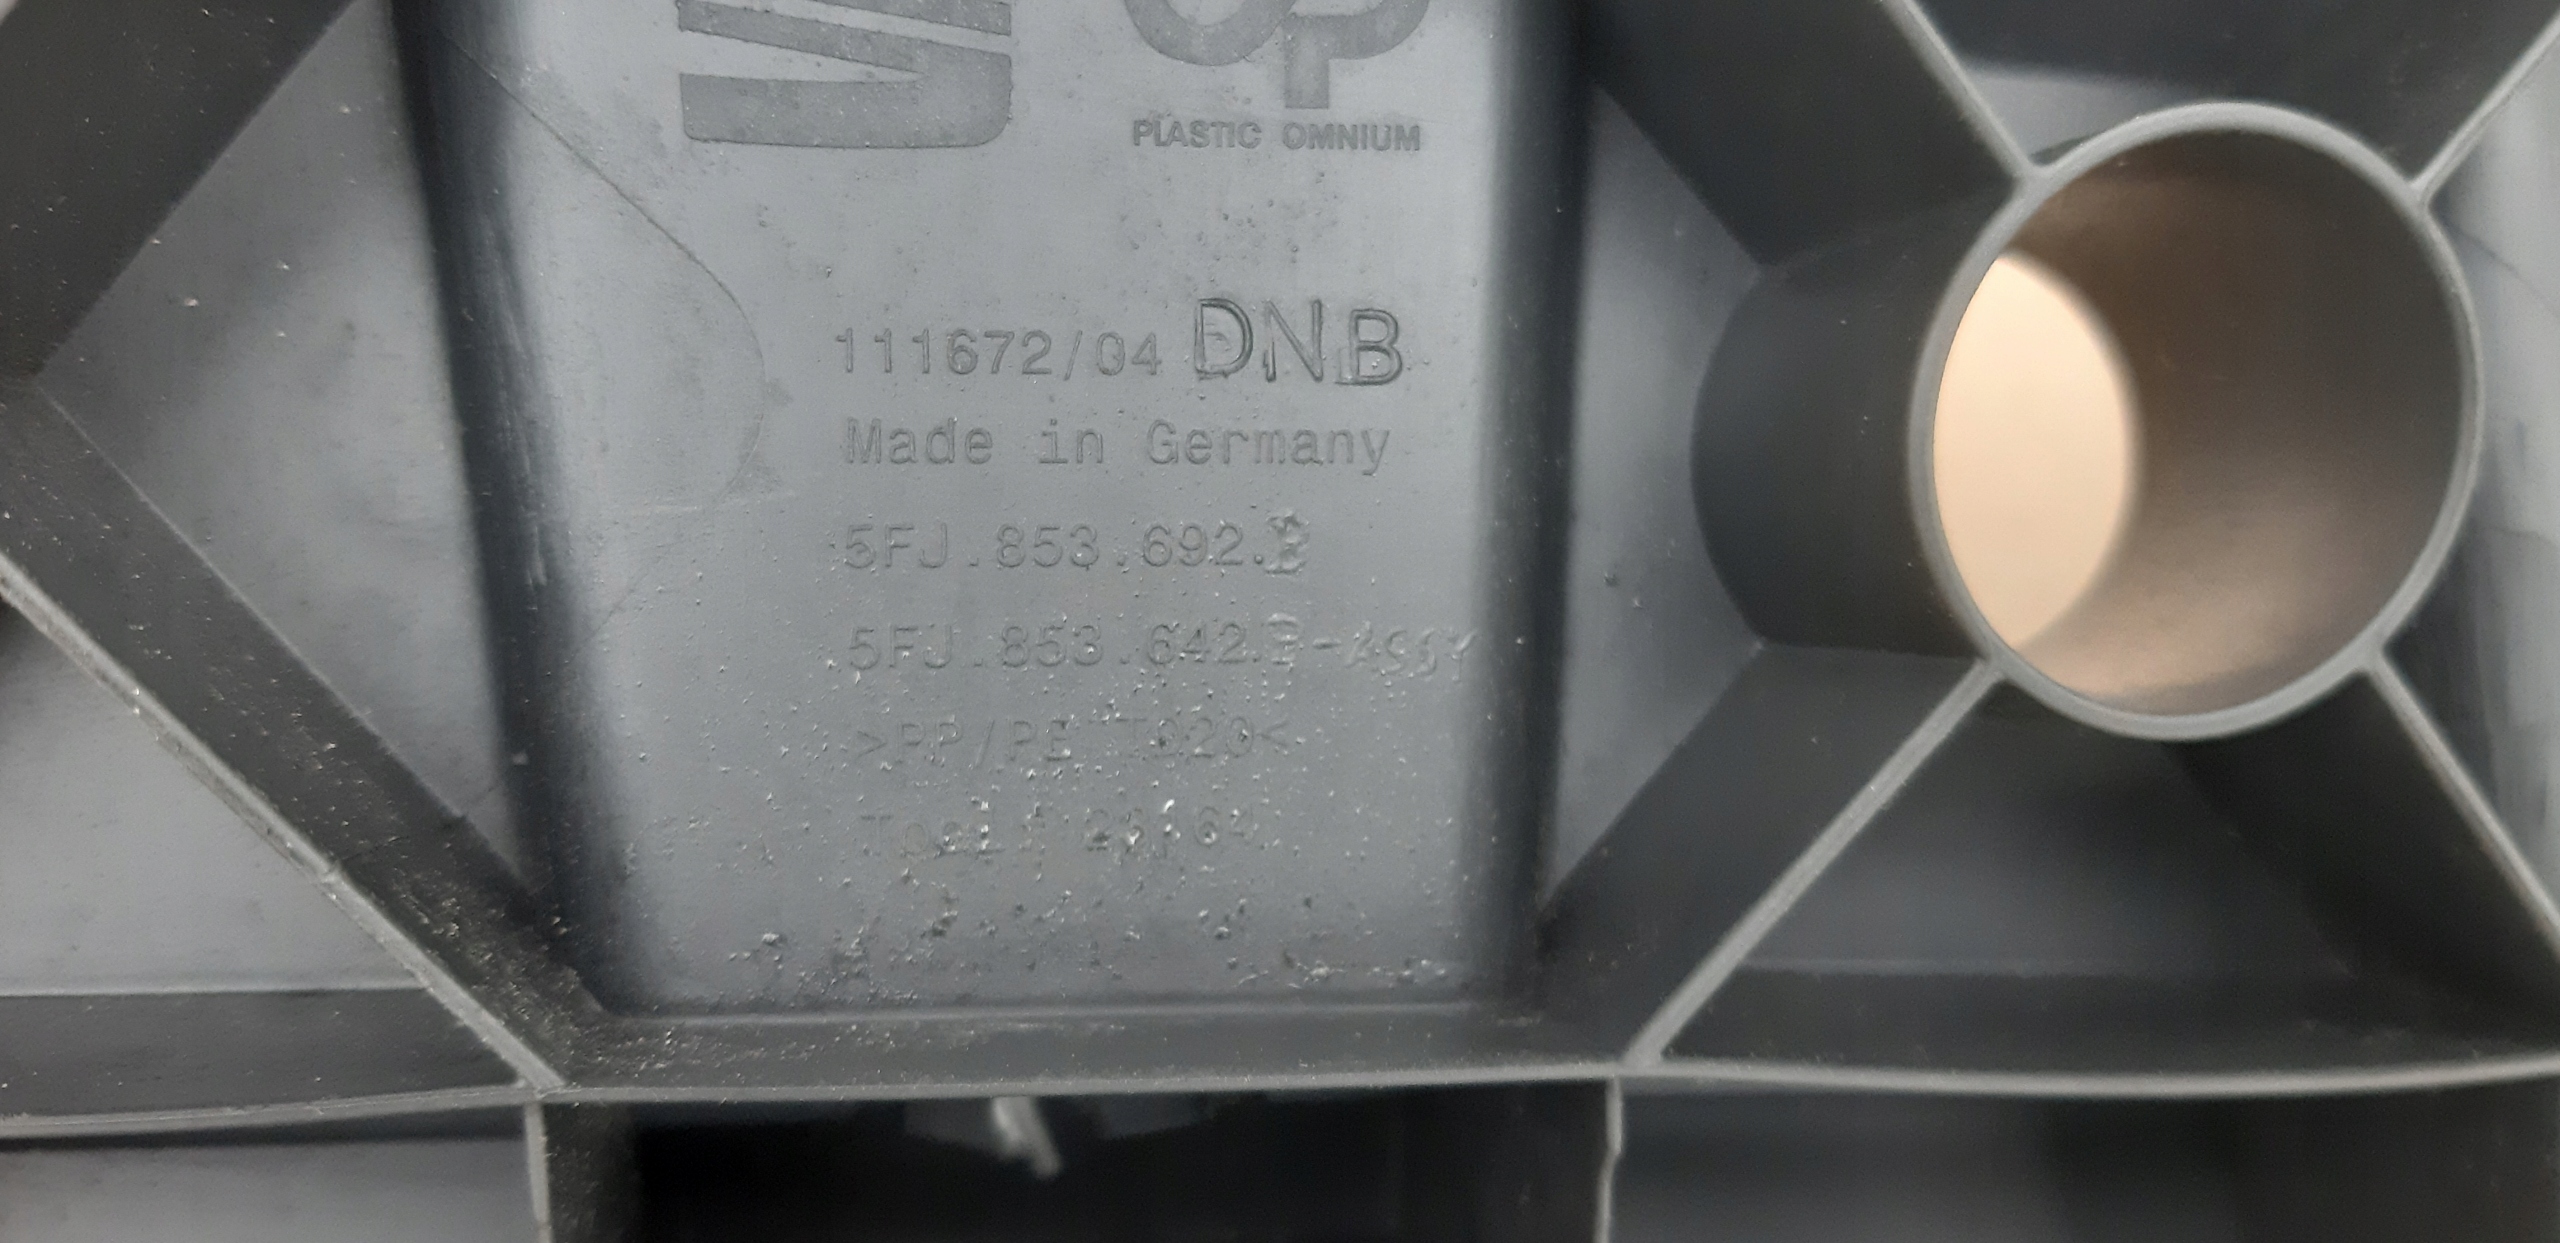 PLASTIC OMNIUM
111672/04 DNB
Made in Germany
5FJ.853.692.B
5FJ.853.642.B-ASSY
>PP/PE T020<